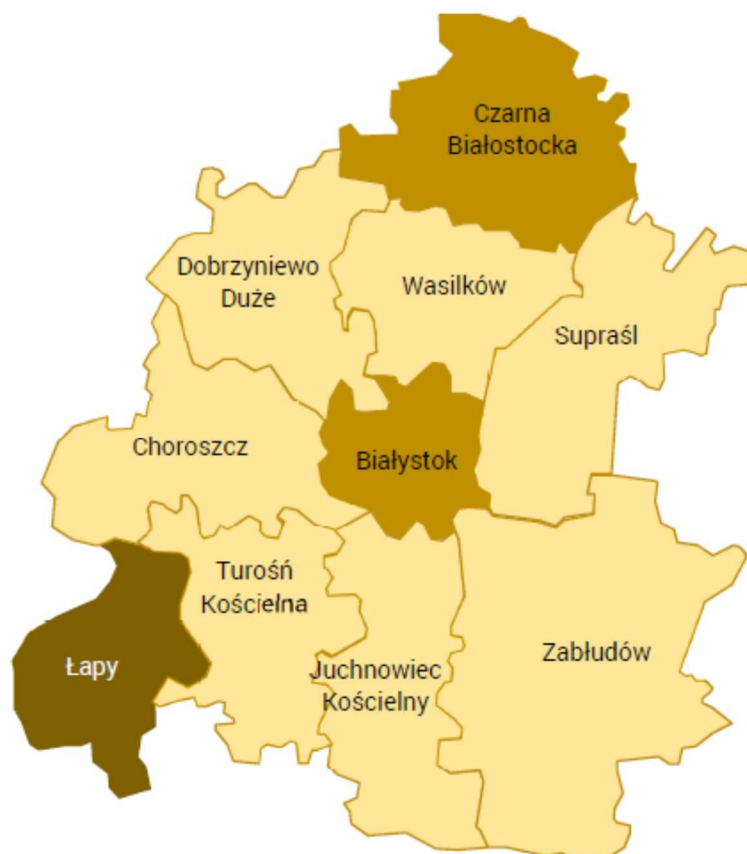 Czarna
Białostocka
Dobrzyniewo
Duże
Wasilków
Supraśl
Choroszcz
Białystok
Turośń
Kościelna
Łapy
Juchnowiec
Kościelny
Zabłudów